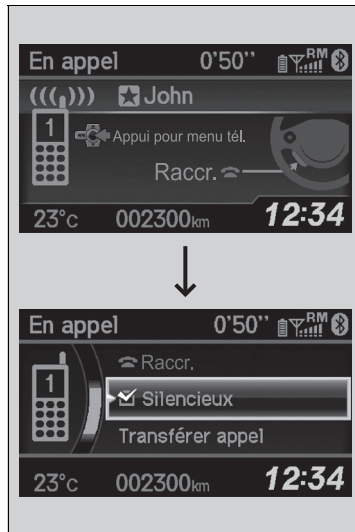 En appel 0'50'' RM
John
1 Appui pour menu tél.
Raccr.
23°c 002300km 12:34
En appel 0'50'' RM
Raccr.
1 Silencieux
Transférer appel
23°c 002300km 12:34